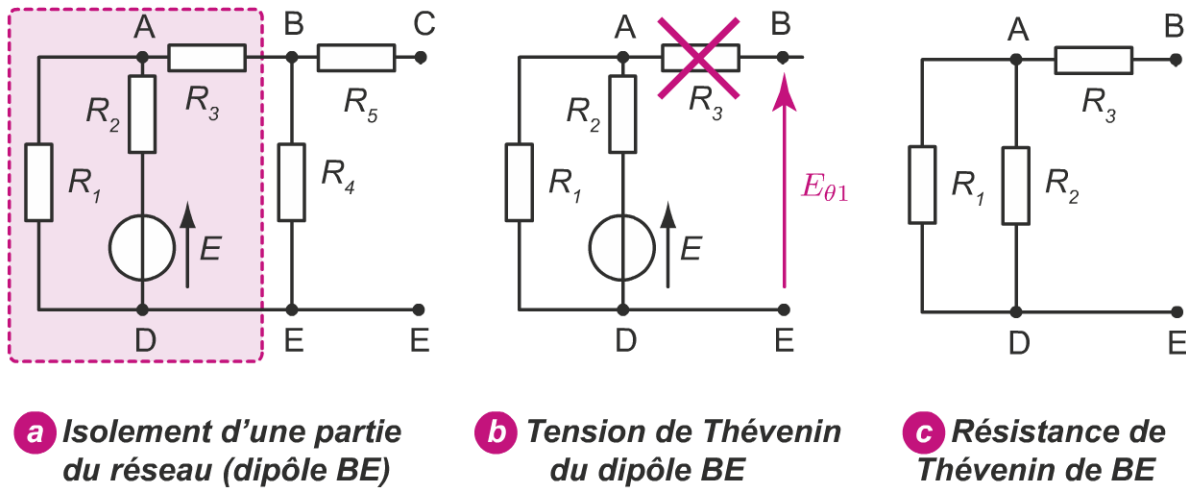 A
B
C
R3
R5
R2
R1
R4
E
D
E
E
A
B
R3
R2
R1
Eθ1
E
D
E
A
B
R3
R1
R2
D
E
a Isolement d’une partie
du réseau (dipôle BE)
b Tension de Thévenin
du dipôle BE
c Résistance de
Thévenin de BE